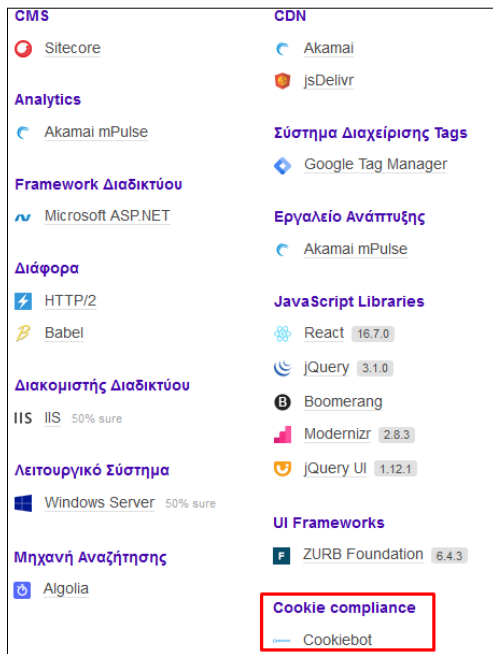 CMS
Sitecore
Analytics
Akamai mPulse
Framework Διαδικτύου
Microsoft ASP.NET
Διάφορα
HTTP/2
Babel
Διακομιστής Διαδικτύου
IIS IIS 50% sure
Λειτουργικό Σύστημα
Windows Server 50% sure
Μηχανή Αναζήτησης
Algolia
CDN
Akamai
jsDelivr
Σύστημα Διαχείρισης Tags
Google Tag Manager
Εργαλείο Ανάπτυξης
Akamai mPulse
JavaScript Libraries
React 16.7.0
jQuery 3.1.0
B Boomerang
Modernizr 2.8.3
jQuery UI 1.12.1
UI Frameworks
F ZURB Foundation 6.4.3
Cookie compliance
Cookiebot